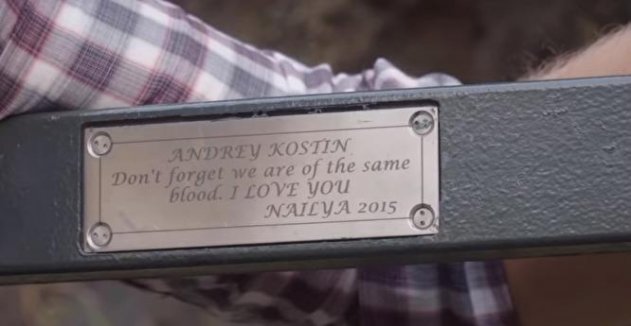 ANDREY KOSTIN
Don't forget we are of the same
blood. I LOVE YOU
NAILYA 2015